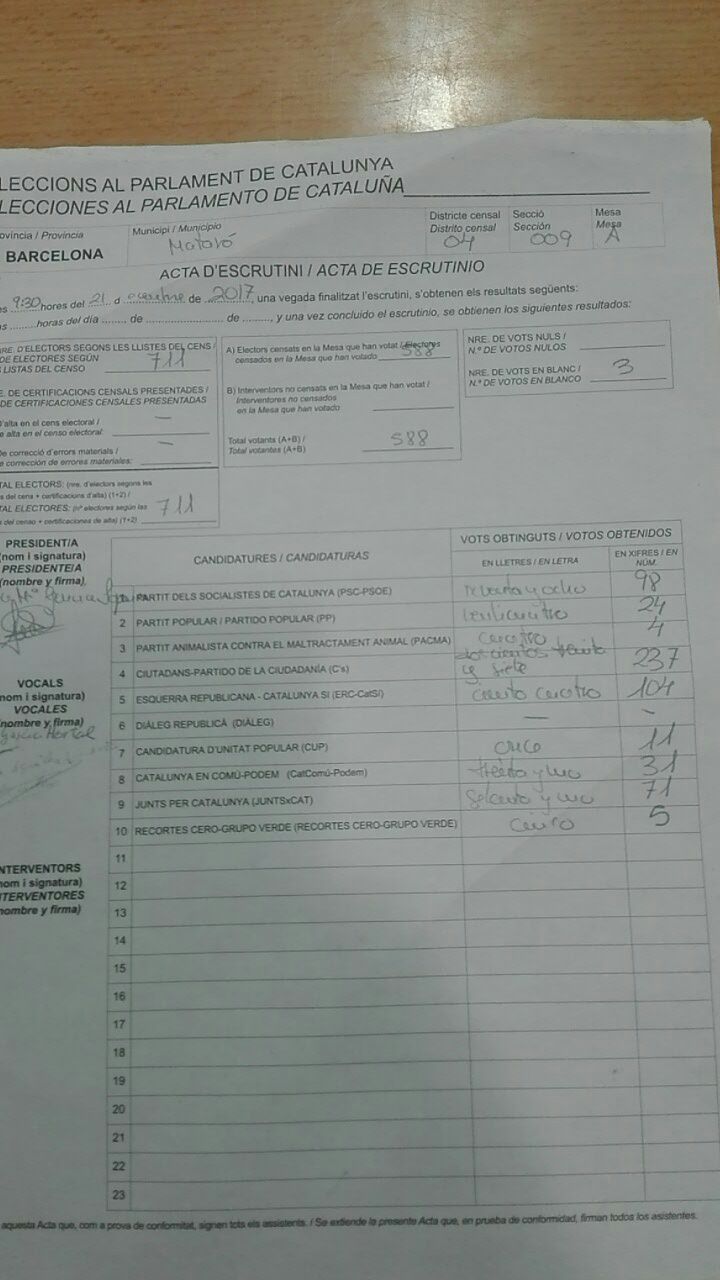 LECCIONS AL PARLAMENT DE CATALUNYA
LECCIONES AL PARLAMENTO DE CATALUÑA
ovíncia / Provincia
BARCELONA
Municipi / Municipio
Mataró
Districte censal
Distrito censal
04
Secció
Sección
009
Mesa
Mesa
A
ACTA D'ESCRUTINI / ACTA DE ESCRUTINIO
es 9:30 hores del 21 d de 2017, una vegada finalitzat l'escrutini, s'obtenen els resultats següents:
as ......... horas del día ....... de ..................... de .........., y una vez concluido el escrutinio, se obtienen los siguientes resultados:
RE. D'ELECTORS SEGONS LES LLISTES DEL CENS /
DE ELECTORES SEGÚN
LISTAS DEL CENSO
711
E. DE CERTIFICACIONS CENSALS PRESENTADES /
DE CERTIFICACIONES CENSALES PRESENTADAS
D'alta en el cens electoral /
e alta en el censo electoral: —
De correcció d'errors materials /
e corrección de errores materiales: —
TAL ELECTORS: (nre. d'electors segons les
s del cens + certificacions d'alta) (1+2) /
TAL ELECTORES: (nº electores según las
s del censo + certificaciones de alta) (1+2)
711
A) Electors censats en la Mesa que han votat / Electores
censados en la Mesa que han votado 588
B) Interventors no censats en la Mesa que han votat /
Interventores no censados
en la Mesa que han votado
Total votants (A+B) /
Total votantes (A+B) 588
NRE. DE VOTS NULS /
N.º DE VOTOS NULOS
NRE. DE VOTS EN BLANC /
N.º DE VOTOS EN BLANCO 3
PRESIDENT/A
(nom i signatura)
PRESIDENTE/A
(nombre y firma)
VOCALS
nom i signatura)
VOCALES
(nombre y firma)
NTERVENTORS
nom i signatura)
NTERVENTORES
nombre y firma)
CANDIDATURES / CANDIDATURAS
VOTS OBTINGUTS / VOTOS OBTENIDOS
EN LLETRES / EN LETRA
EN XIFRES / EN NÚM.
PARTIT DELS SOCIALISTES DE CATALUNYA (PSC-PSOE) noventa y ocho 98
2 PARTIT POPULAR / PARTIDO POPULAR (PP) veinticuatro 24
3 PARTIT ANIMALISTA CONTRA EL MALTRACTAMENT ANIMAL (PACMA) cuatro 4
4 CIUTADANS-PARTIDO DE LA CIUDADANÍA (C's) doscientos treinta y siete 237
5 ESQUERRA REPUBLICANA - CATALUNYA SÍ (ERC-CatSí) ciento cuatro 104
6 DIÀLEG REPUBLICÀ (DIÀLEG) — –
7 CANDIDATURA D'UNITAT POPULAR (CUP) once 11
8 CATALUNYA EN COMÚ-PODEM (CatComú-Podem) treinta y uno 31
9 JUNTS PER CATALUNYA (JUNTSxCAT) setenta y uno 71
10 RECORTES CERO-GRUPO VERDE (RECORTES CERO-GRUPO VERDE) cinco 5
11
12
13
14
15
16
17
18
19
20
21
22
23
aquesta Acta que, com a prova de conformitat, signen tots els assistents. / Se extiende la presente Acta que, en prueba de conformidad, firman todos los asistentes.